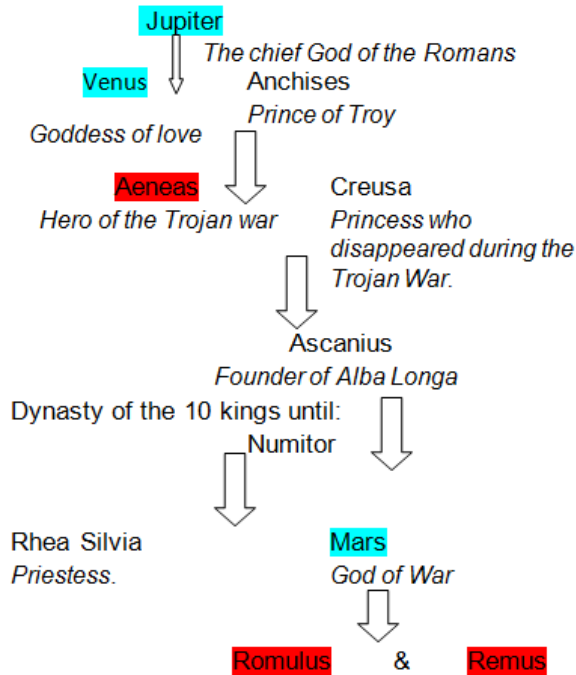 Jupiter
The chief God of the Romans
Venus Anchises
Prince of Troy
Goddess of love
Aeneas Creusa
Hero of the Trojan war Princess who
disappeared during the
Trojan War.
Ascanius
Founder of Alba Longa
Dynasty of the 10 kings until:
Numitor
Rhea Silvia Mars
Priestess. God of War
Romulus & Remus